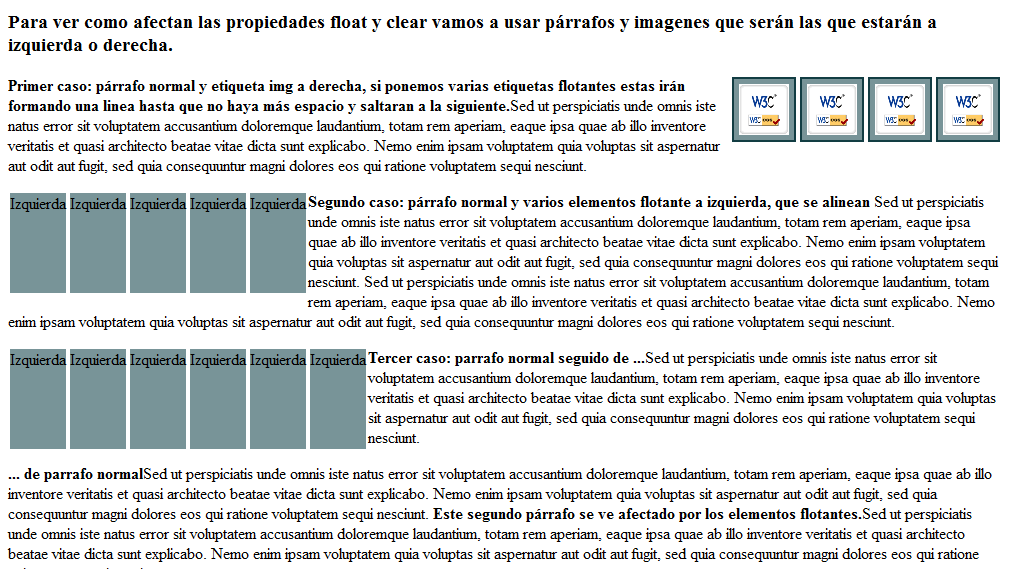 Para ver como afectan las propiedades float y clear vamos a usar párrafos y imagenes que serán las que estarán a
izquierda o derecha.
Primer caso: párrafo normal y etiqueta img a derecha, si ponemos varias etiquetas flotantes estas irán
formando una linea hasta que no haya más espacio y saltaran a la siguiente.Sed ut perspiciatis unde omnis iste
natus error sit voluptatem accusantium doloremque laudantium, totam rem aperiam, eaque ipsa quae ab illo inventore
veritatis et quasi architecto beatae vitae dicta sunt explicabo. Nemo enim ipsam voluptatem quia voluptas sit aspernatur
aut odit aut fugit, sed quia consequuntur magni dolores eos qui ratione voluptatem sequi nesciunt.
W3C W3C W3C W3C
W3C css W3C css W3C css W3C css
Izquierda Izquierda Izquierda Izquierda Izquierda
Segundo caso: párrafo normal y varios elementos flotante a izquierda, que se alinean Sed ut perspiciatis
unde omnis iste natus error sit voluptatem accusantium doloremque laudantium, totam rem aperiam, eaque ipsa
quae ab illo inventore veritatis et quasi architecto beatae vitae dicta sunt explicabo. Nemo enim ipsam voluptatem
quia voluptas sit aspernatur aut odit aut fugit, sed quia consequuntur magni dolores eos qui ratione voluptatem sequi
nesciunt. Sed ut perspiciatis unde omnis iste natus error sit voluptatem accusantium doloremque laudantium, totam
rem aperiam, eaque ipsa quae ab illo inventore veritatis et quasi architecto beatae vitae dicta sunt explicabo. Nemo
enim ipsam voluptatem quia voluptas sit aspernatur aut odit aut fugit, sed quia consequuntur magni dolores eos qui ratione voluptatem sequi nesciunt.
Izquierda Izquierda Izquierda Izquierda Izquierda Izquierda
Tercer caso: parrafo normal seguido de ...Sed ut perspiciatis unde omnis iste natus error sit
voluptatem accusantium doloremque laudantium, totam rem aperiam, eaque ipsa quae ab illo inventore
veritatis et quasi architecto beatae vitae dicta sunt explicabo. Nemo enim ipsam voluptatem quia voluptas
sit aspernatur aut odit aut fugit, sed quia consequuntur magni dolores eos qui ratione voluptatem sequi
nesciunt.
... de parrafo normalSed ut perspiciatis unde omnis iste natus error sit voluptatem accusantium doloremque laudantium, totam rem aperiam, eaque ipsa quae ab illo
inventore veritatis et quasi architecto beatae vitae dicta sunt explicabo. Nemo enim ipsam voluptatem quia voluptas sit aspernatur aut odit aut fugit, sed quia
consequuntur magni dolores eos qui ratione voluptatem sequi nesciunt. Este segundo párrafo se ve afectado por los elementos flotantes.Sed ut perspiciatis
unde omnis iste natus error sit voluptatem accusantium doloremque laudantium, totam rem aperiam, eaque ipsa quae ab illo inventore veritatis et quasi architecto
beatae vitae dicta sunt explicabo. Nemo enim ipsam voluptatem quia voluptas sit aspernatur aut odit aut fugit, sed quia consequuntur magni dolores eos qui ratione